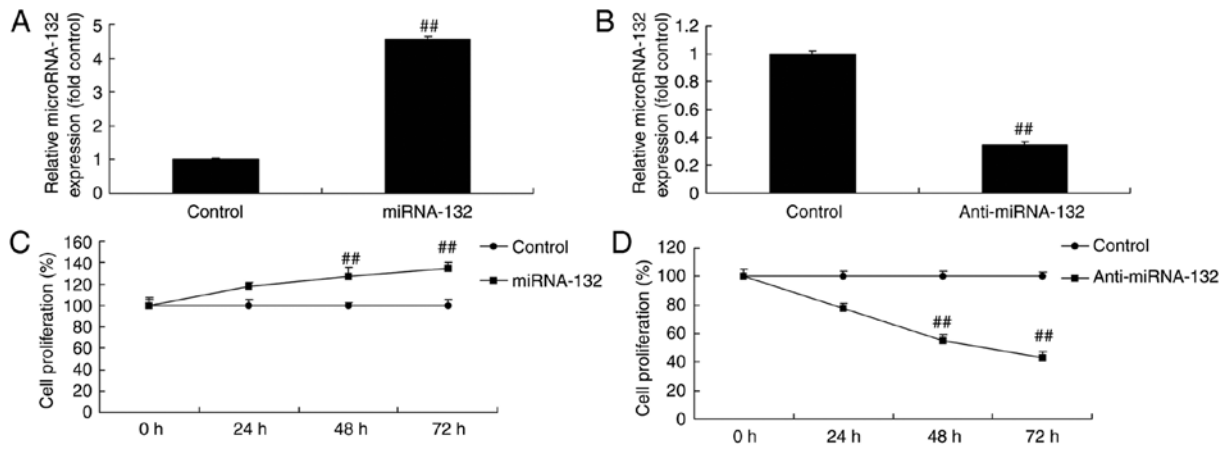 A
Relative microRNA-132
expression (fold control)
5
4
3
2
1
0
##
Control
miRNA-132
B
Relative microRNA-132
expression (fold control)
1.2
1
0.8
0.6
0.4
0.2
0
##
Control
Anti-miRNA-132
C
Cell proliferation (%)
160
140
120
100
80
60
40
20
0
## ##
Control
miRNA-132
0 h 24 h 48 h 72 h
D
Cell proliferation (%)
120
100
80
60
40
20
0
## ##
Control
Anti-miRNA-132
0 h 24 h 48 h 72 h